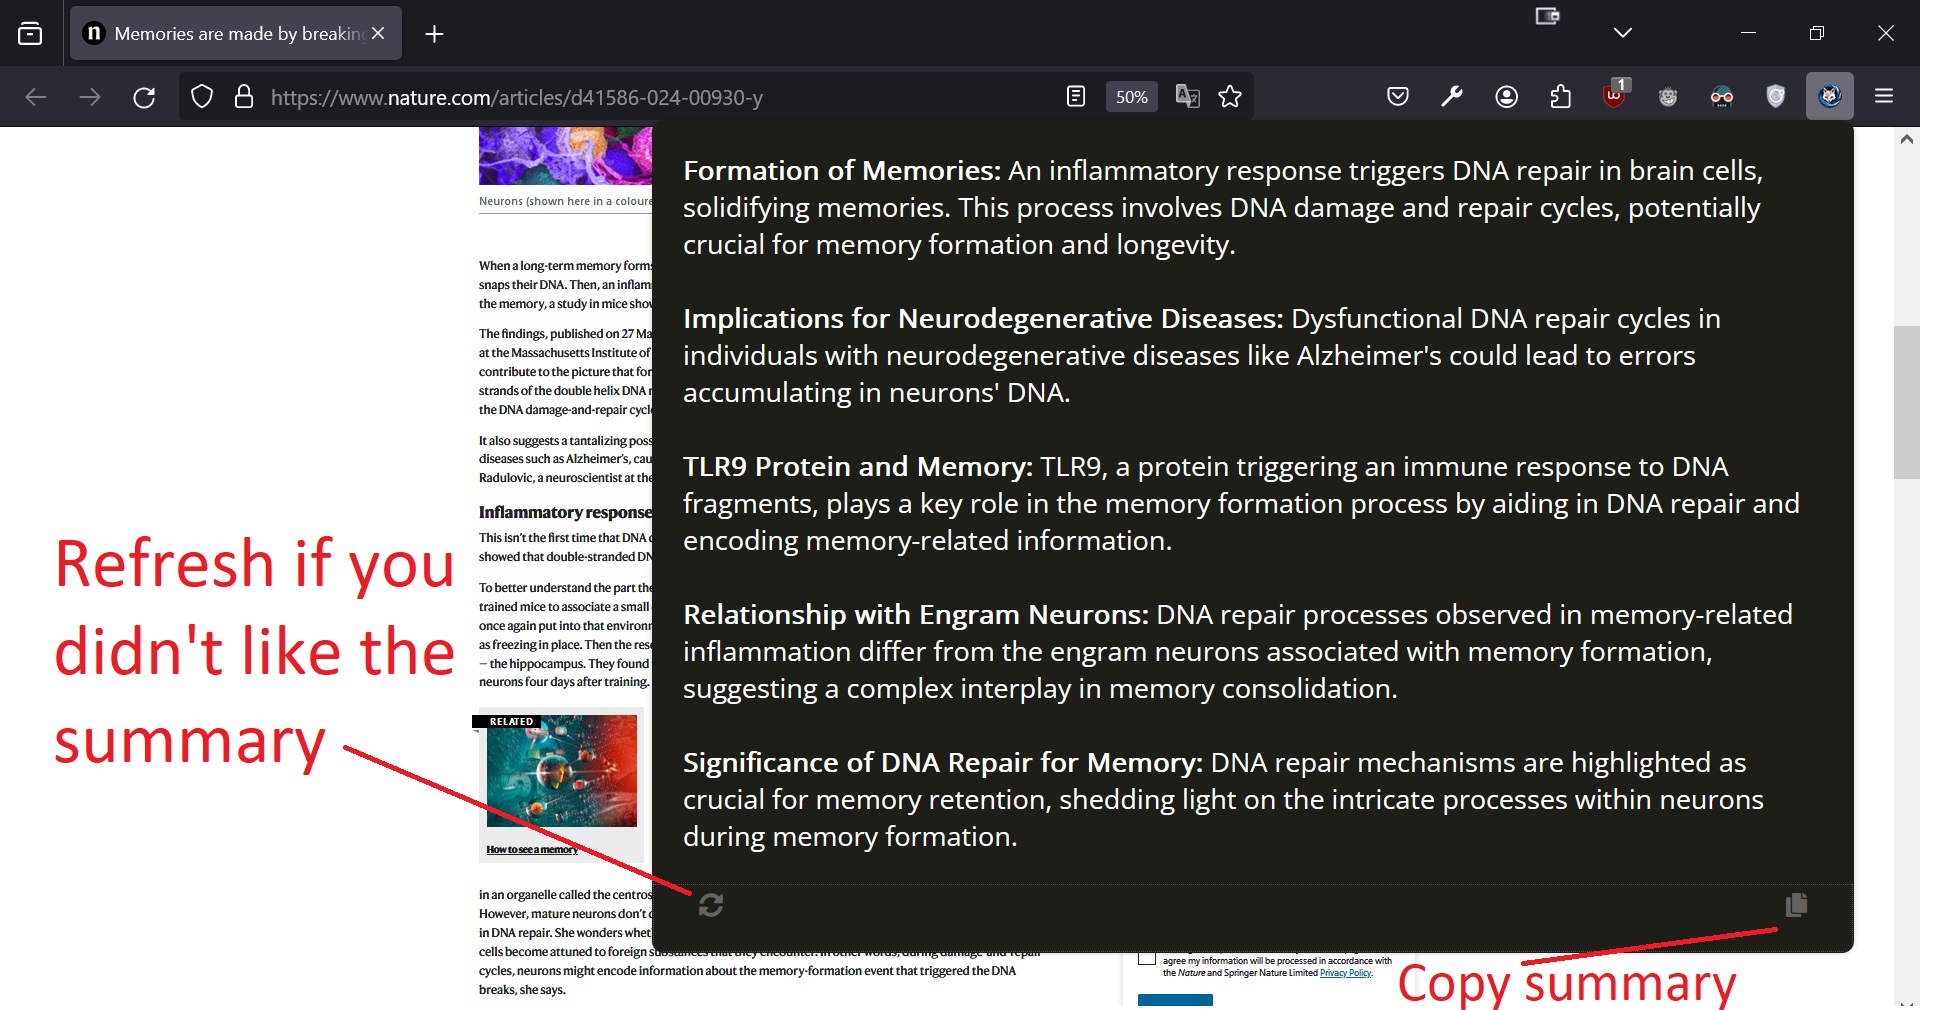 Memories are made by breakin
https://www.nature.com/articles/d41586-024-00930-y
50%
1
Neurons (shown here in a coloure
When a long-term memory forms
snaps their DNA. Then, an inflam
the memory, a study in mice show
The findings, published on 27 Ma
at the Massachusetts Institute of
contribute to the picture that for
strands of the double helix DNA
the DNA damage-and-repair cycl
It also suggests a tantalizing poss
diseases such as Alzheimer's, cau
Radulovic, a neuroscientist at the
Inflammatory response
This isn't the first time that DNA
showed that double-stranded DN
To better understand the part the
trained mice to associate a small
once again put into that environm
as freezing in place. Then the rese
– the hippocampus. They found
neurons four days after training.
RELATED
How to see a memory
in an organelle called the centros
However, mature neurons don't
in DNA repair. She wonders whet
cells become attuned to foreign substances that they encounter. In other words, during damage-and-repair
cycles, neurons might encode information about the memory-formation event that triggered the DNA
breaks, she says.
Formation of Memories: An inflammatory response triggers DNA repair in brain cells,
solidifying memories. This process involves DNA damage and repair cycles, potentially
crucial for memory formation and longevity.
Implications for Neurodegenerative Diseases: Dysfunctional DNA repair cycles in
individuals with neurodegenerative diseases like Alzheimer's could lead to errors
accumulating in neurons' DNA.
TLR9 Protein and Memory: TLR9, a protein triggering an immune response to DNA
fragments, plays a key role in the memory formation process by aiding in DNA repair and
encoding memory-related information.
Relationship with Engram Neurons: DNA repair processes observed in memory-related
inflammation differ from the engram neurons associated with memory formation,
suggesting a complex interplay in memory consolidation.
Significance of DNA Repair for Memory: DNA repair mechanisms are highlighted as
crucial for memory retention, shedding light on the intricate processes within neurons
during memory formation.
agree my information will be processed in accordance with
the Nature and Springer Nature Limited Privacy Policy.
Refresh if you
didn't like the
summary
Copy summary